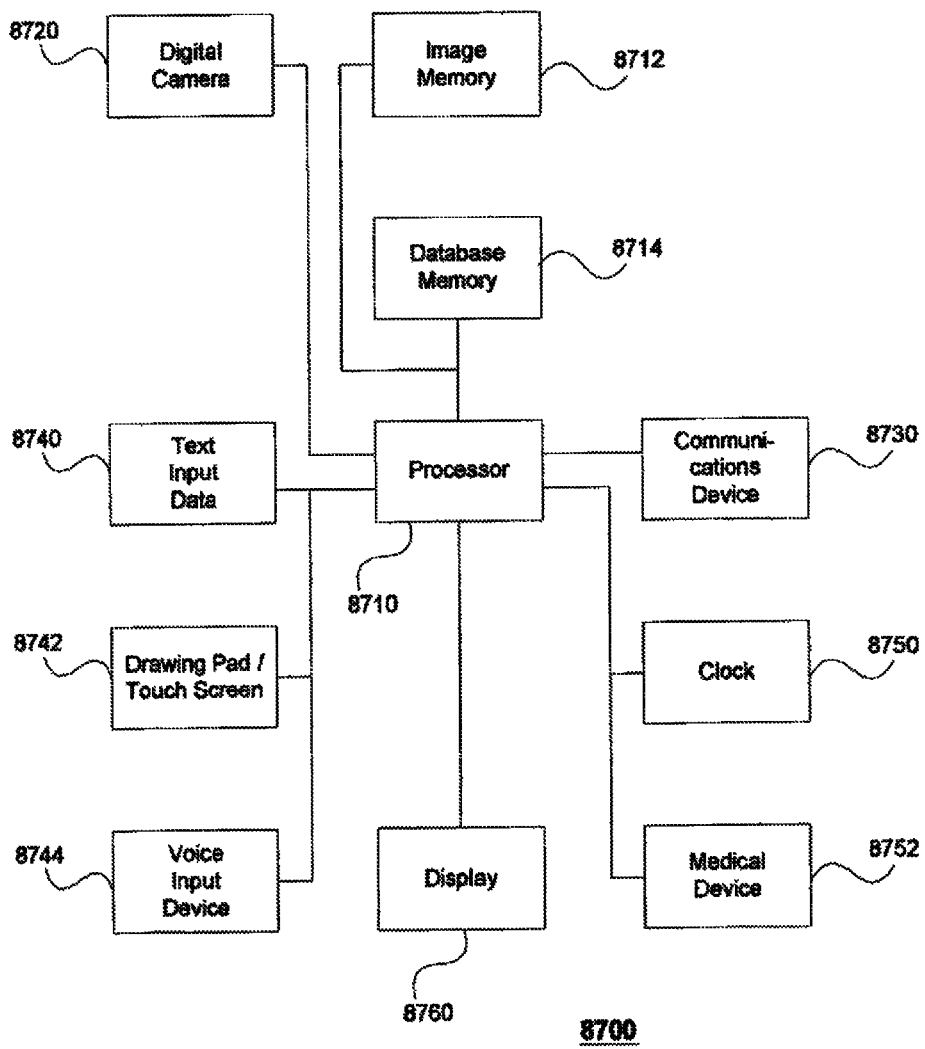 8720
Digital
Camera
Image
Memory
8712
Database
Memory
8714
8740
Text
Input
Data
Processor
8710
Communi-
cations
Device
8730
8742
Drawing Pad /
Touch Screen
Clock
8750
8744
Voice
Input
Device
Display
8760
Medical
Device
8752
8700